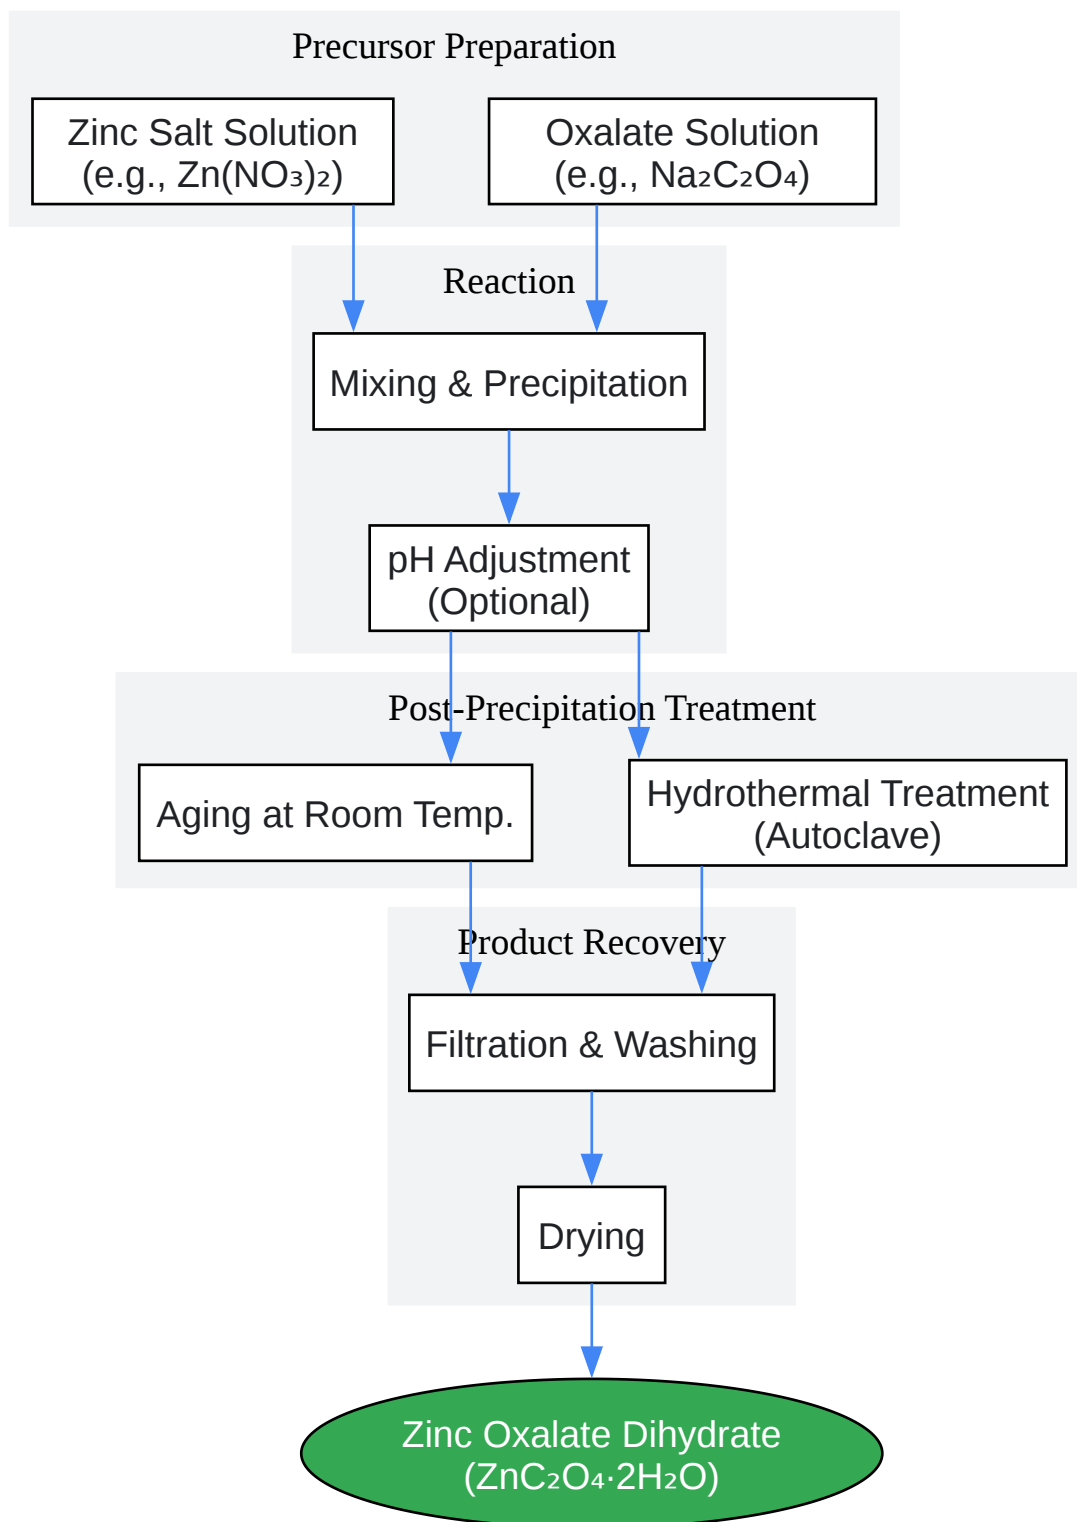 Precursor Preparation
Zinc Salt Solution
(e.g., Zn(NO₃)₂)
Oxalate Solution
(e.g., Na₂C₂O₄)
Reaction
Mixing & Precipitation
pH Adjustment
(Optional)
Post-Precipitation Treatment
Aging at Room Temp.
Hydrothermal Treatment
(Autoclave)
Product Recovery
Filtration & Washing
Drying
Zinc Oxalate Dihydrate
(ZnC₂O₄·2H₂O)